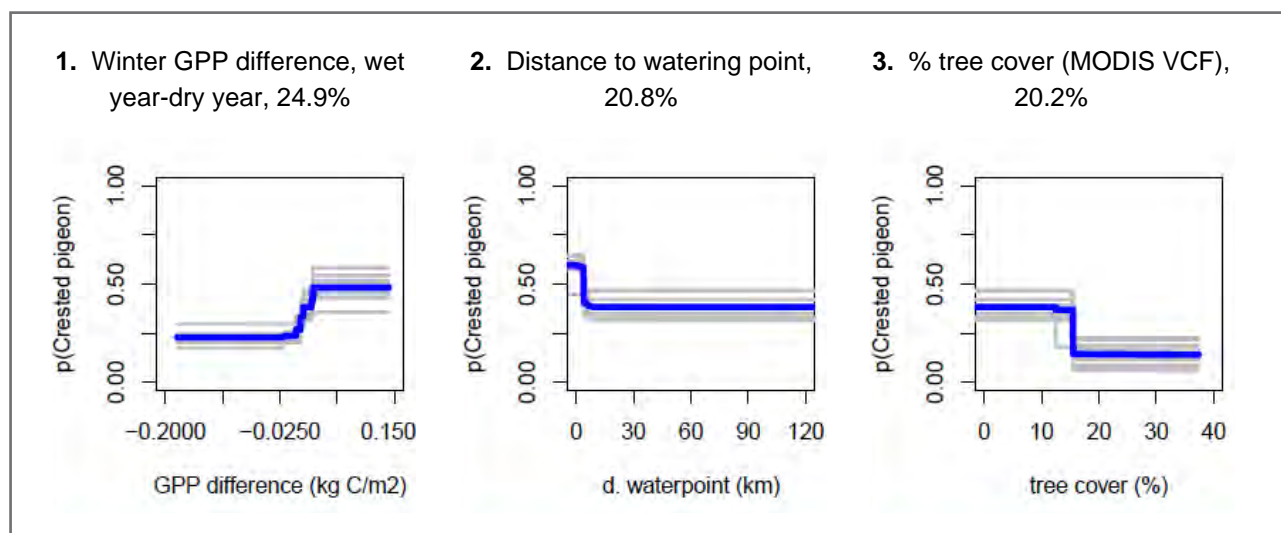 1. Winter GPP difference, wet
year-dry year, 24.9%
2. Distance to watering point,
20.8%
3. % tree cover (MODIS VCF),
20.2%
p(Crested pigeon)
1.00
0.50
0.00
−0.2000 −0.0250 0.150
GPP difference (kg C/m2)
p(Crested pigeon)
1.00
0.50
0.00
0 30 60 90 120
d. waterpoint (km)
p(Crested pigeon)
1.00
0.50
0.00
0 10 20 30 40
tree cover (%)